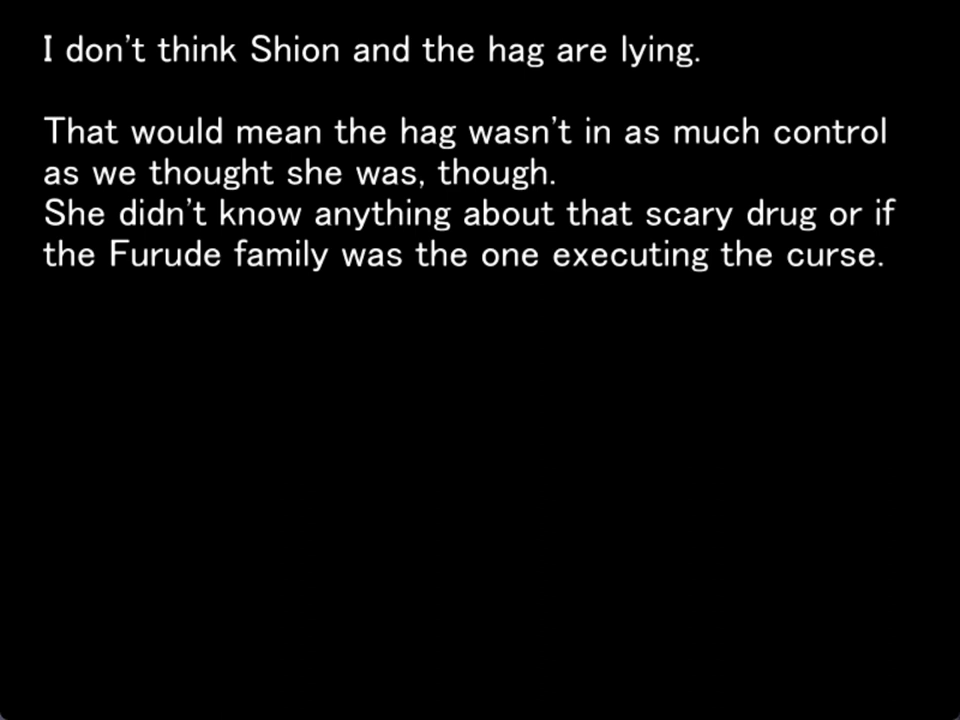 I don't think Shion and the hag are lying.
That would mean the hag wasn't in as much control
as we thought she was, though.
She didn't know anything about that scary drug or if
the Furude family was the one executing the curse.